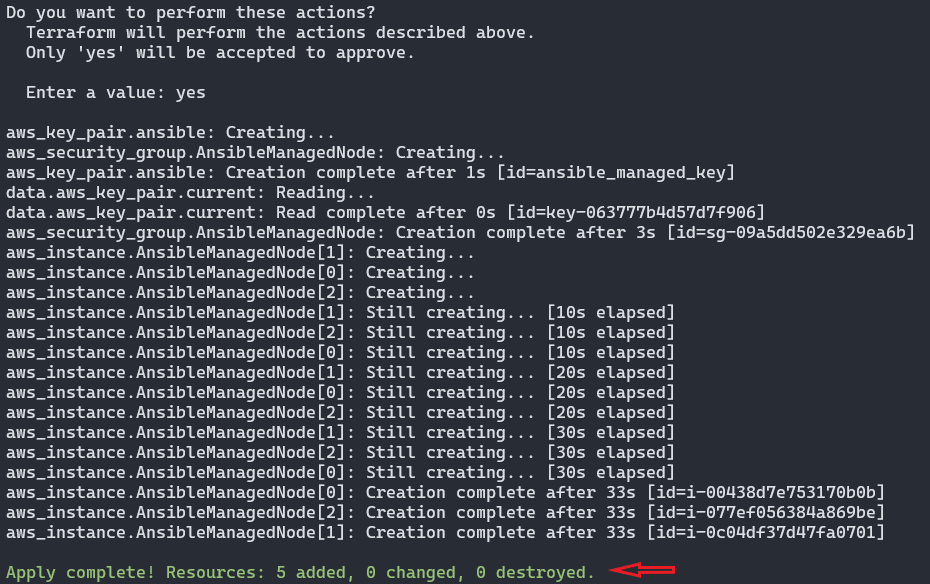 Do you want to perform these actions?
Terraform will perform the actions described above.
Only 'yes' will be accepted to approve.
Enter a value: yes
aws_key_pair.ansible: Creating...
aws_security_group.AnsibleManagedNode: Creating...
aws_key_pair.ansible: Creation complete after 1s [id=ansible_managed_key]
data.aws_key_pair.current: Reading...
data.aws_key_pair.current: Read complete after 0s [id=key-063777b4d57d7f906]
aws_security_group.AnsibleManagedNode: Creation complete after 3s [id=sg-09a5dd502e329ea6b]
aws_instance.AnsibleManagedNode[1]: Creating...
aws_instance.AnsibleManagedNode[0]: Creating...
aws_instance.AnsibleManagedNode[2]: Creating...
aws_instance.AnsibleManagedNode[1]: Still creating... [10s elapsed]
aws_instance.AnsibleManagedNode[2]: Still creating... [10s elapsed]
aws_instance.AnsibleManagedNode[0]: Still creating... [10s elapsed]
aws_instance.AnsibleManagedNode[1]: Still creating... [20s elapsed]
aws_instance.AnsibleManagedNode[0]: Still creating... [20s elapsed]
aws_instance.AnsibleManagedNode[2]: Still creating... [20s elapsed]
aws_instance.AnsibleManagedNode[1]: Still creating... [30s elapsed]
aws_instance.AnsibleManagedNode[2]: Still creating... [30s elapsed]
aws_instance.AnsibleManagedNode[0]: Still creating... [30s elapsed]
aws_instance.AnsibleManagedNode[0]: Creation complete after 33s [id=i-00438d7e753170b0b]
aws_instance.AnsibleManagedNode[2]: Creation complete after 33s [id=i-077ef056384a869be]
aws_instance.AnsibleManagedNode[1]: Creation complete after 33s [id=i-0c04df37d47fa0701]
Apply complete! Resources: 5 added, 0 changed, 0 destroyed.